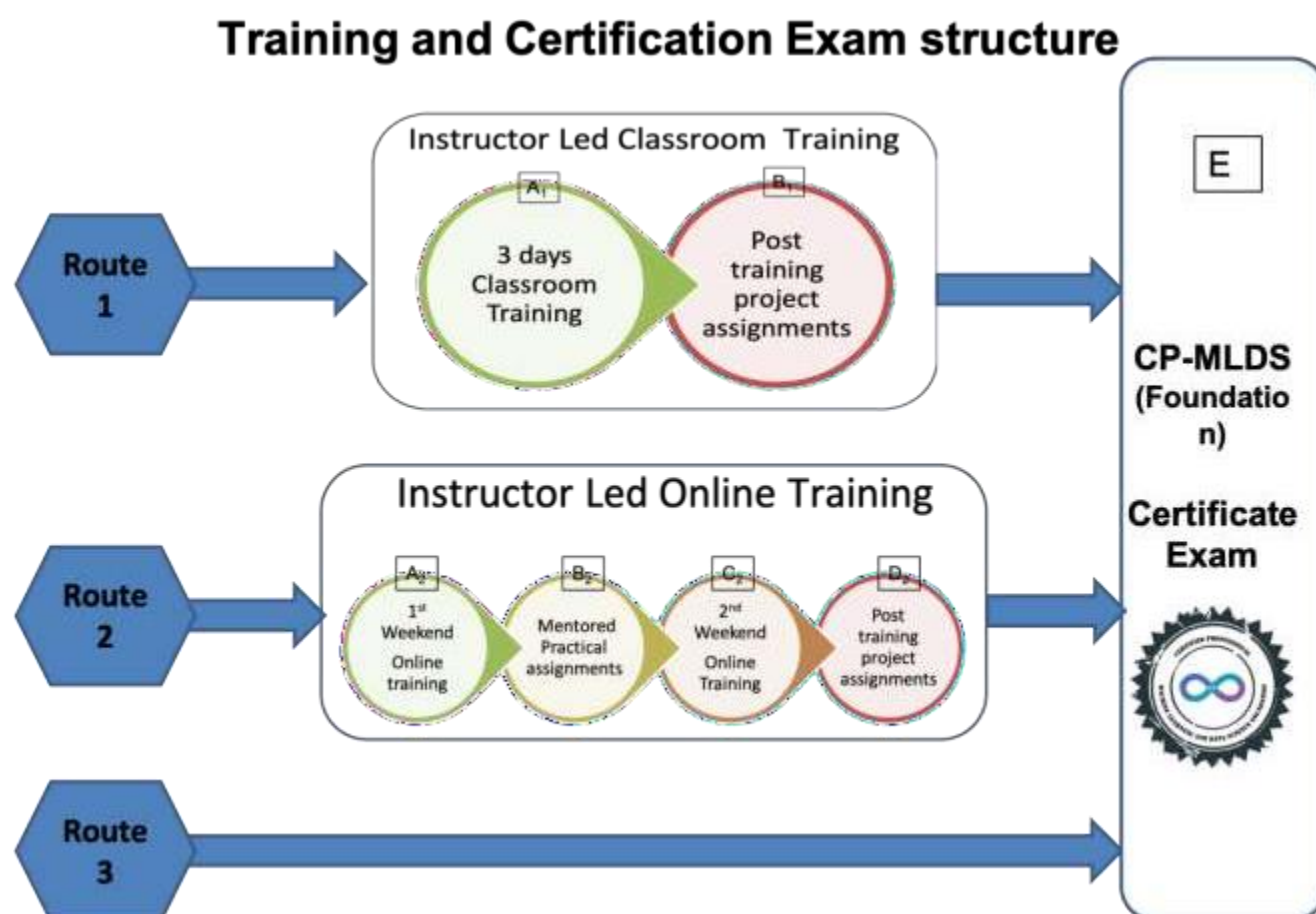 Training and Certification Exam structure
Instructor Led Classroom Training
A₁
B₁
E
Route
1
3 days
Classroom
Training
Post
training
project
assignments
CP-MLDS
(Foundatio
n)
Certificate
Exam
Instructor Led Online Training
Route
2
A₂
1st
Weekend
Online
training
B₂
Mentored
Practical
assignments
C₂
2nd
Weekend
Online
Training
D₂
Post
training
project
assignments
Route
3